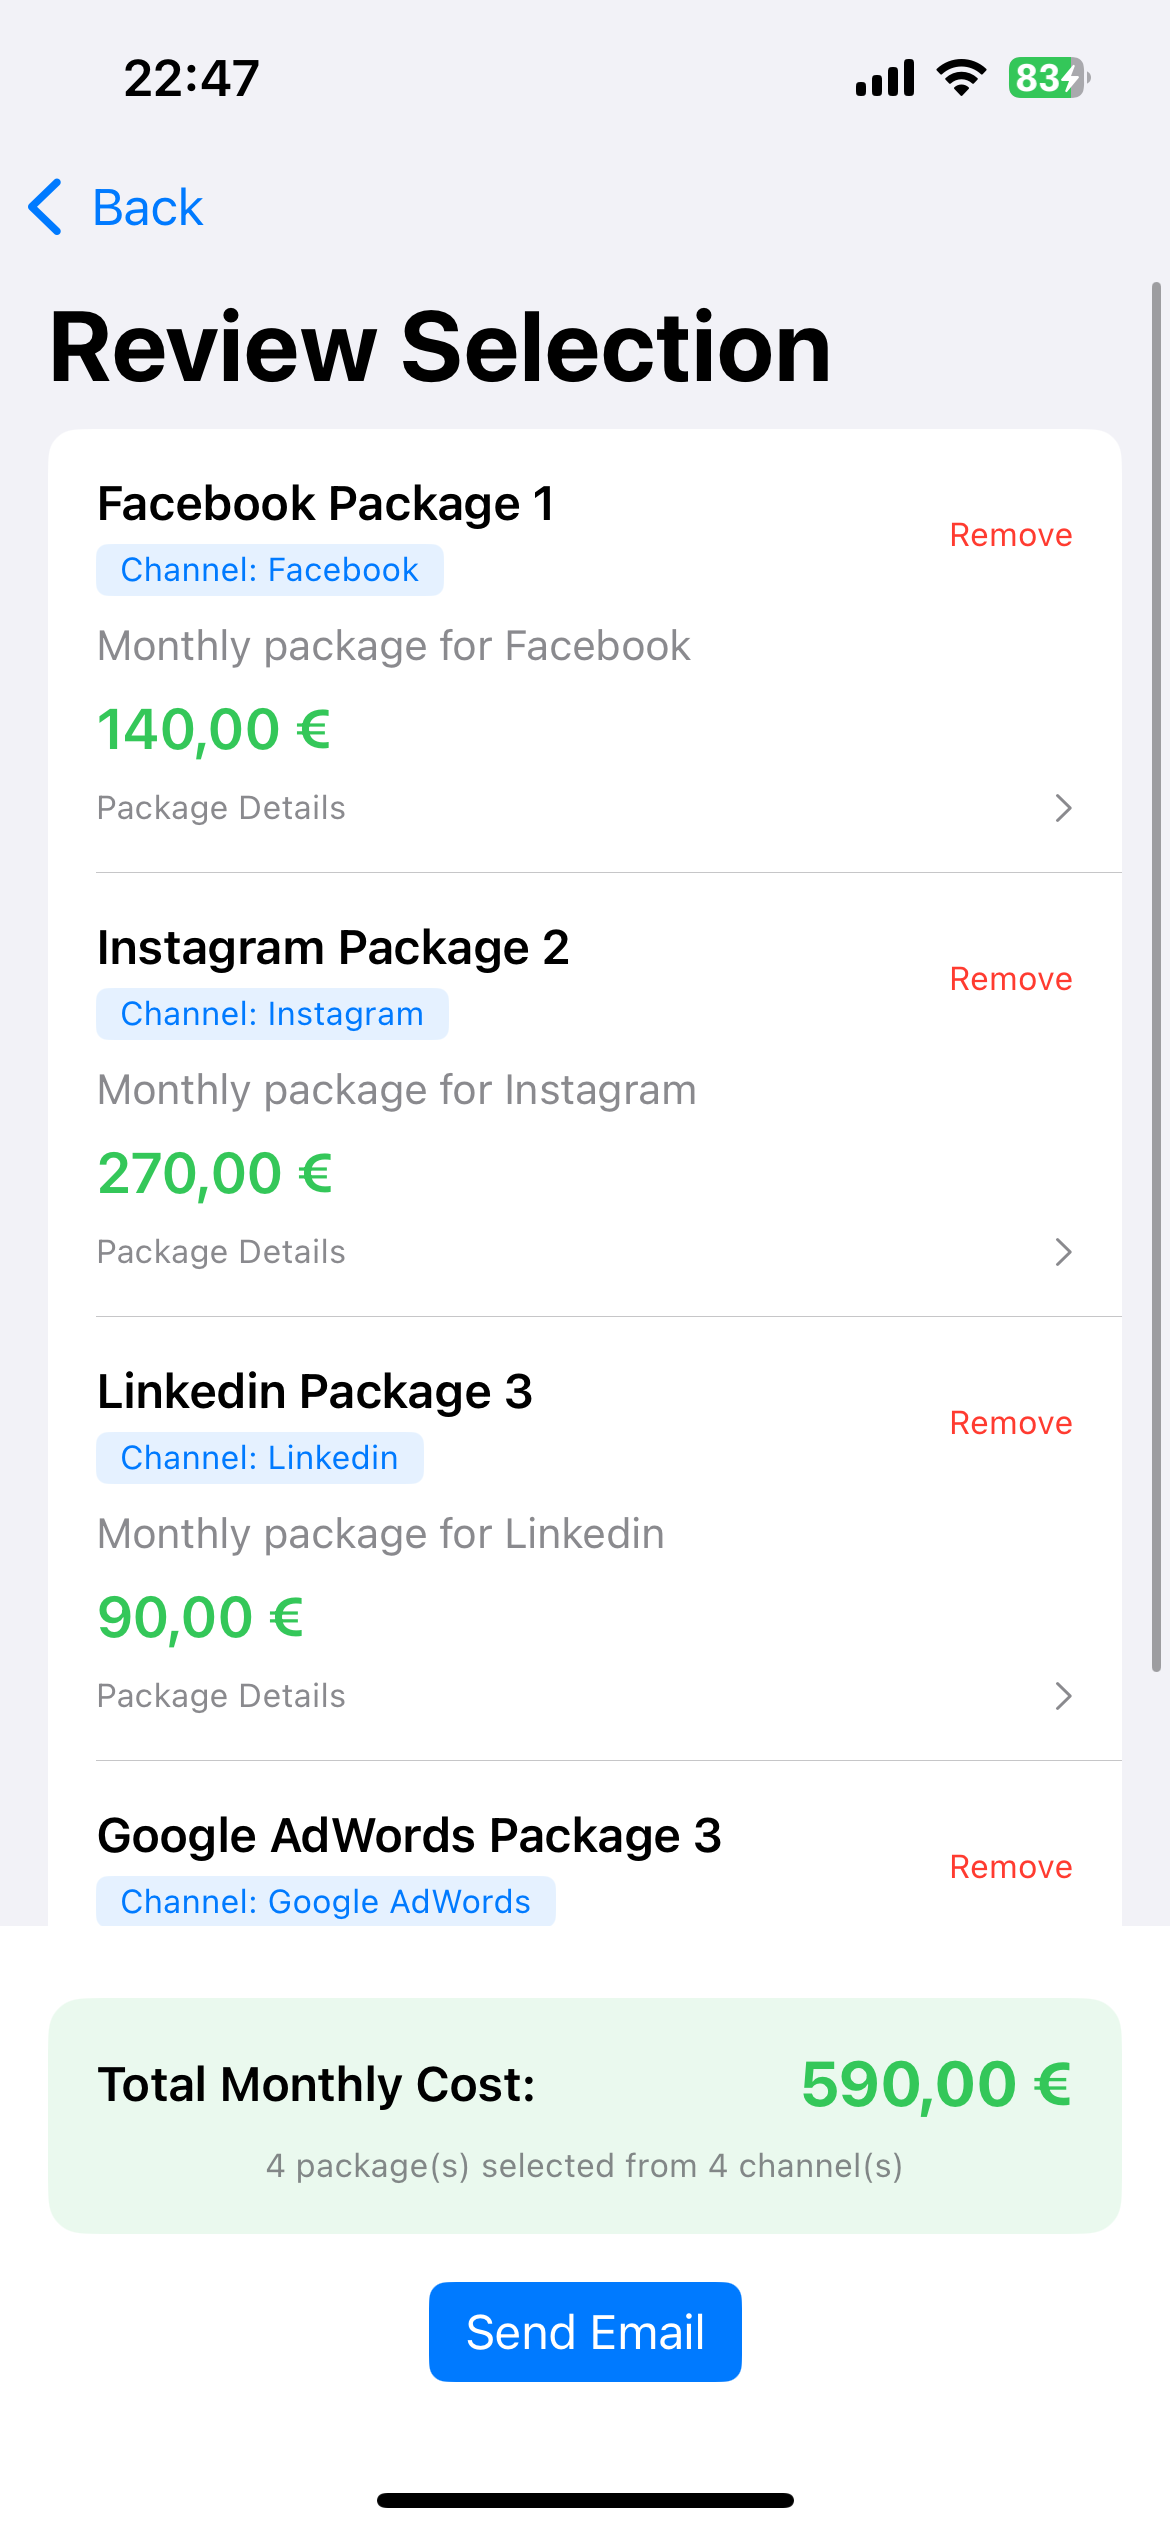 22:47
83
Back
Review Selection
Facebook Package 1
Remove
Channel: Facebook
Monthly package for Facebook
140,00 €
Package Details
Instagram Package 2
Remove
Channel: Instagram
Monthly package for Instagram
270,00 €
Package Details
Linkedin Package 3
Remove
Channel: Linkedin
Monthly package for Linkedin
90,00 €
Package Details
Google AdWords Package 3
Remove
Channel: Google AdWords
Total Monthly Cost:
590,00 €
4 package(s) selected from 4 channel(s)
Send Email